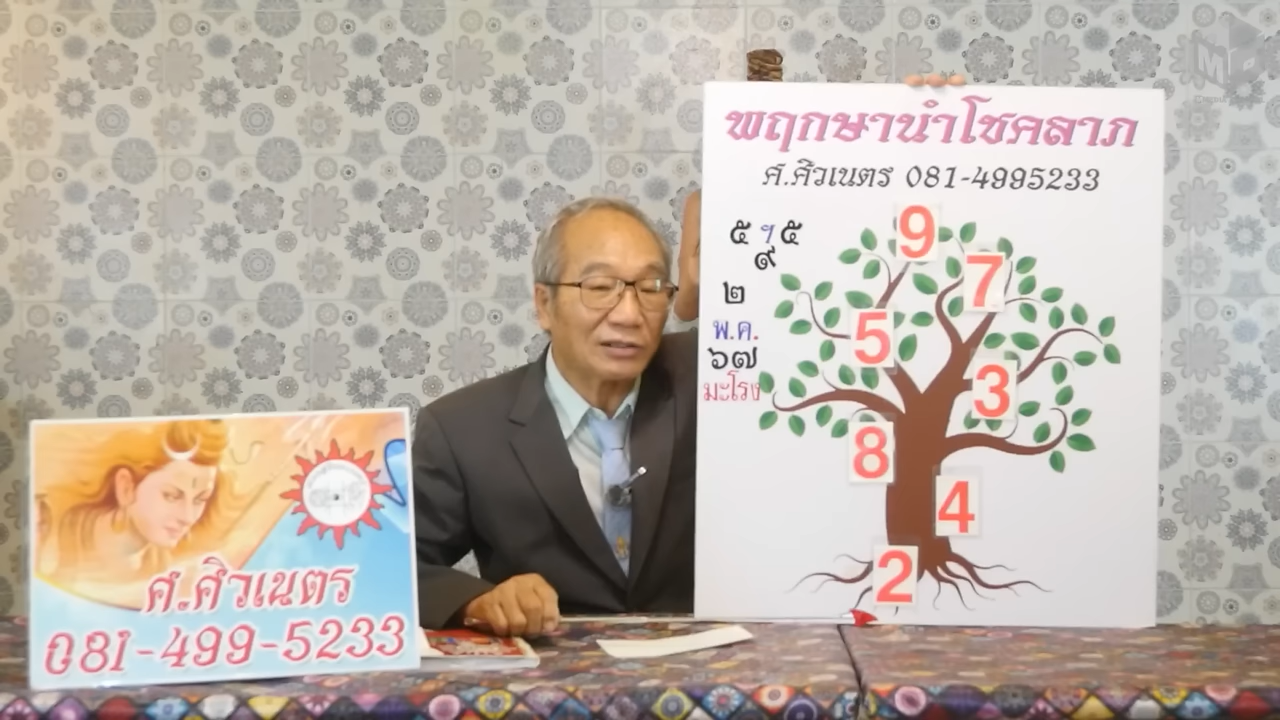 พฤกษานำโชคลาภ
ศ.ศิวเนตร 081-4995233
๕ ฯ ๕
๙
๒
พ.ค.
๖๗
มะโรง
9
7
5
3
8
4
2
ศ.ศิวเนตร
081-499-5233
M